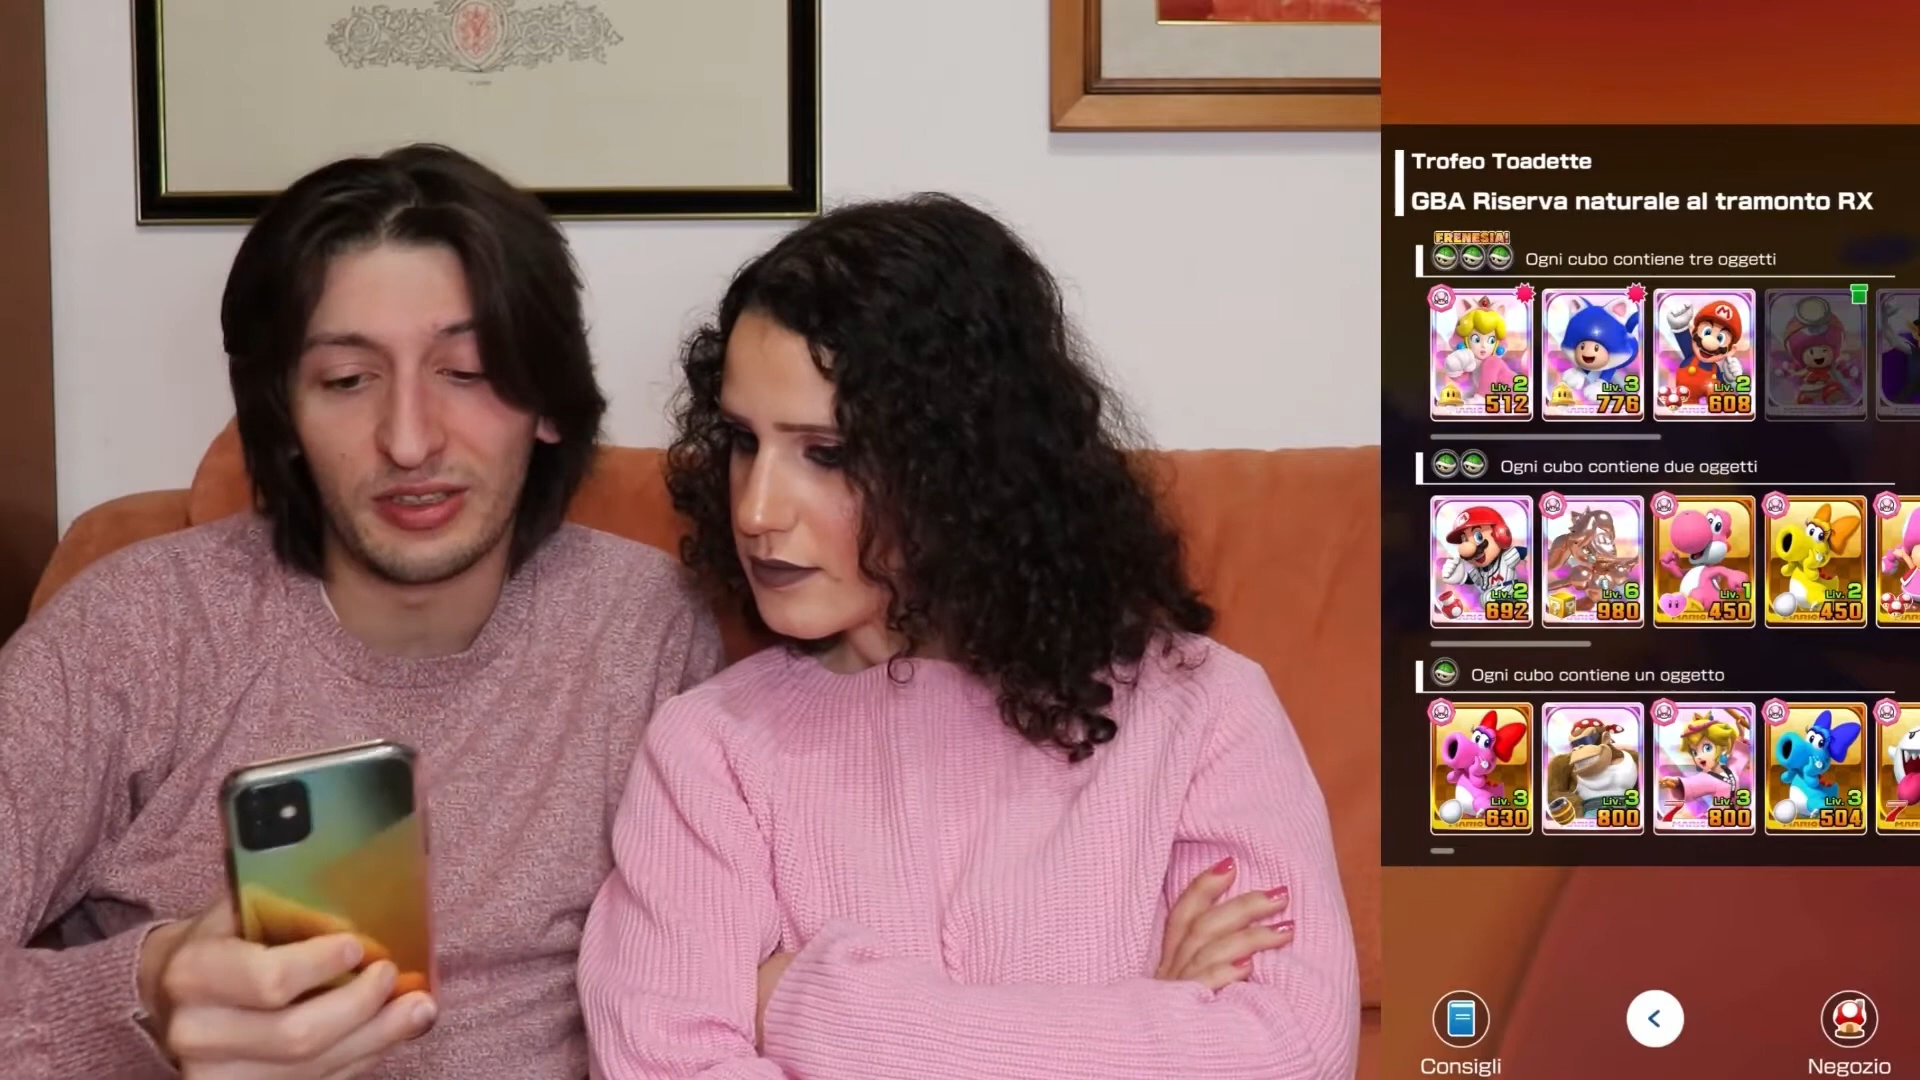 Trofeo Toadette
GBA Riserva naturale al tramonto RX
FRENESIA!
Ogni cubo contiene tre oggetti
Liv. 2
512
Liv. 3
776
Liv. 2
608
Ogni cubo contiene due oggetti
Liv. 2
692
Liv. 6
980
Liv. 1
450
Liv. 2
450
Ogni cubo contiene un oggetto
Liv. 3
630
Liv. 3
800
Liv. 3
800
Liv. 3
504
Consigli
Negozio